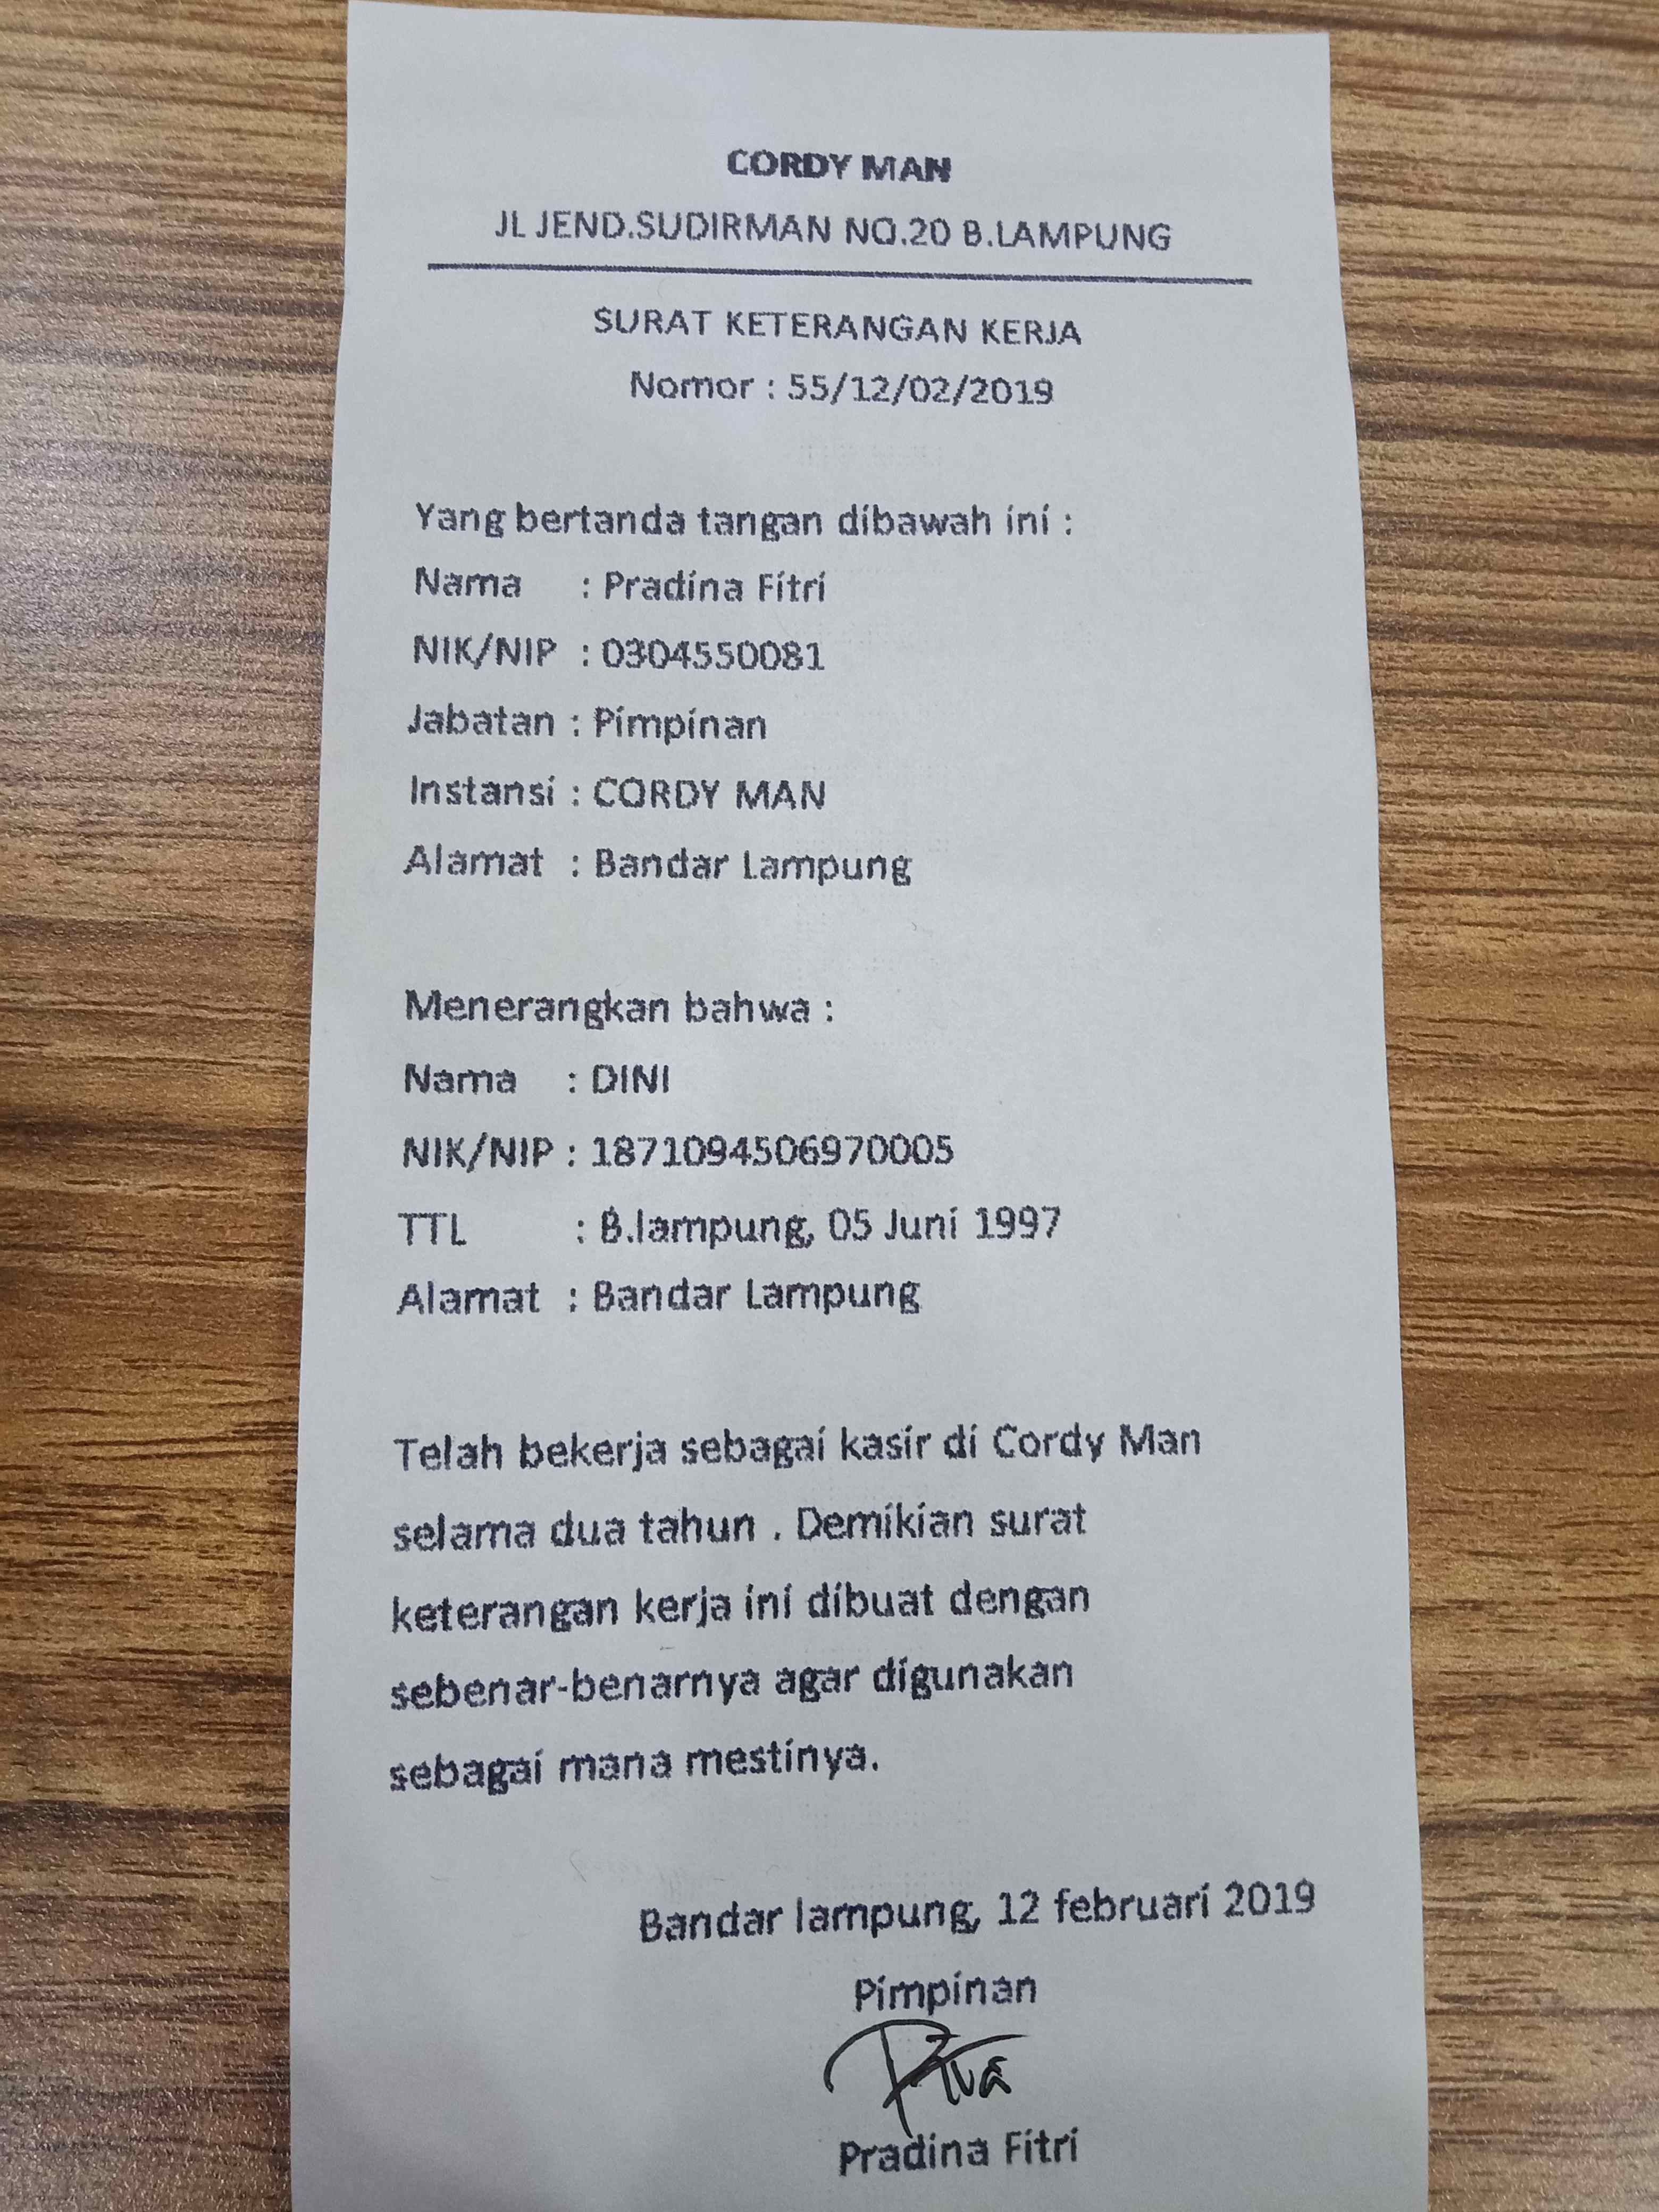 CORDY MAN
JL JEND.SUDIRMAN NO.20 B.LAMPUNG
SURAT KETERANGAN KERJA
Nomor : 55/12/02/2019
Yang bertanda tangan dibawah ini :
Nama : Pradina Fitri
NIK/NIP : 0304550081
Jabatan : Pimpinan
Instansi : CORDY MAN
Alamat : Bandar Lampung
Menerangkan bahwa :
Nama : DINI
NIK/NIP : 1871094506970005
TTL : B.lampung, 05 Juni 1997
Alamat : Bandar Lampung
Telah bekerja sebagai kasir di Cordy Man
selama dua tahun . Demikian surat
keterangan kerja ini dibuat dengan
sebenar-benarnya agar digunakan
sebagai mana mestinya.
Bandar lampung, 12 februari 2019
Pimpinan
Pradina Fitri